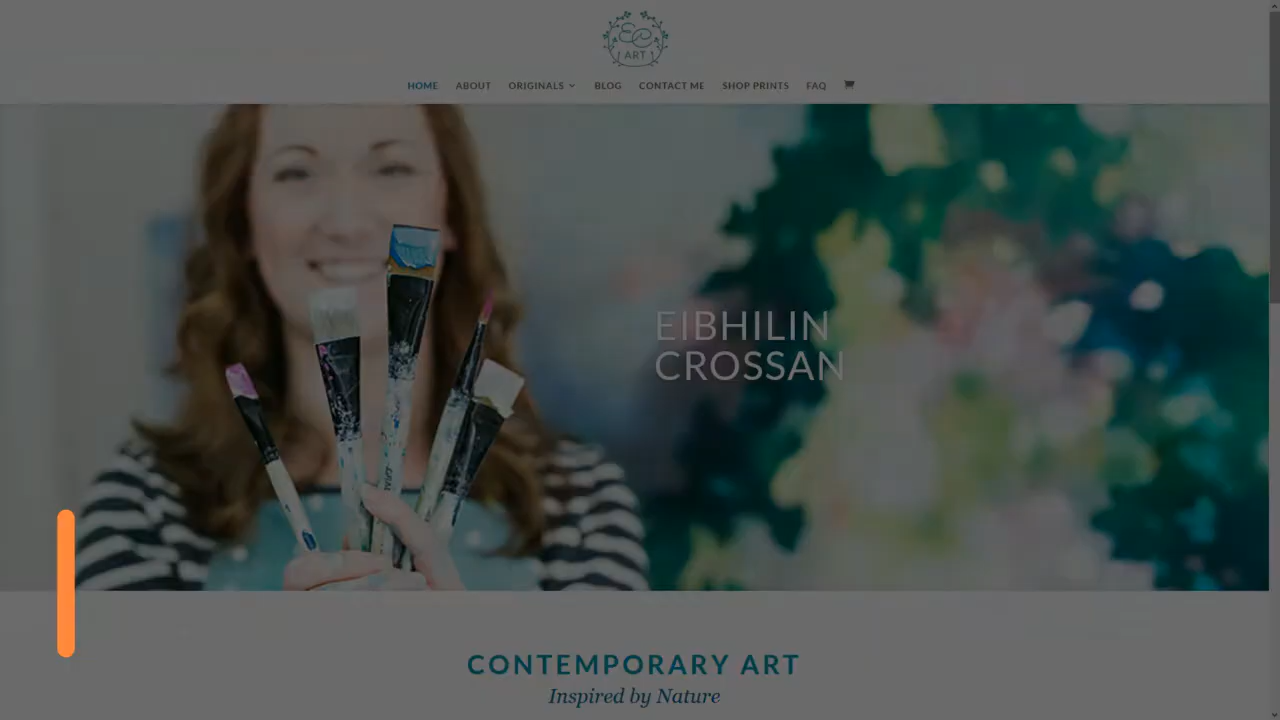 EC
ART
HOME ABOUT ORIGINALS BLOG CONTACT ME SHOP PRINTS FAQ
EIBHILIN
CROSSAN
CONTEMPORARY ART
Inspired by Nature